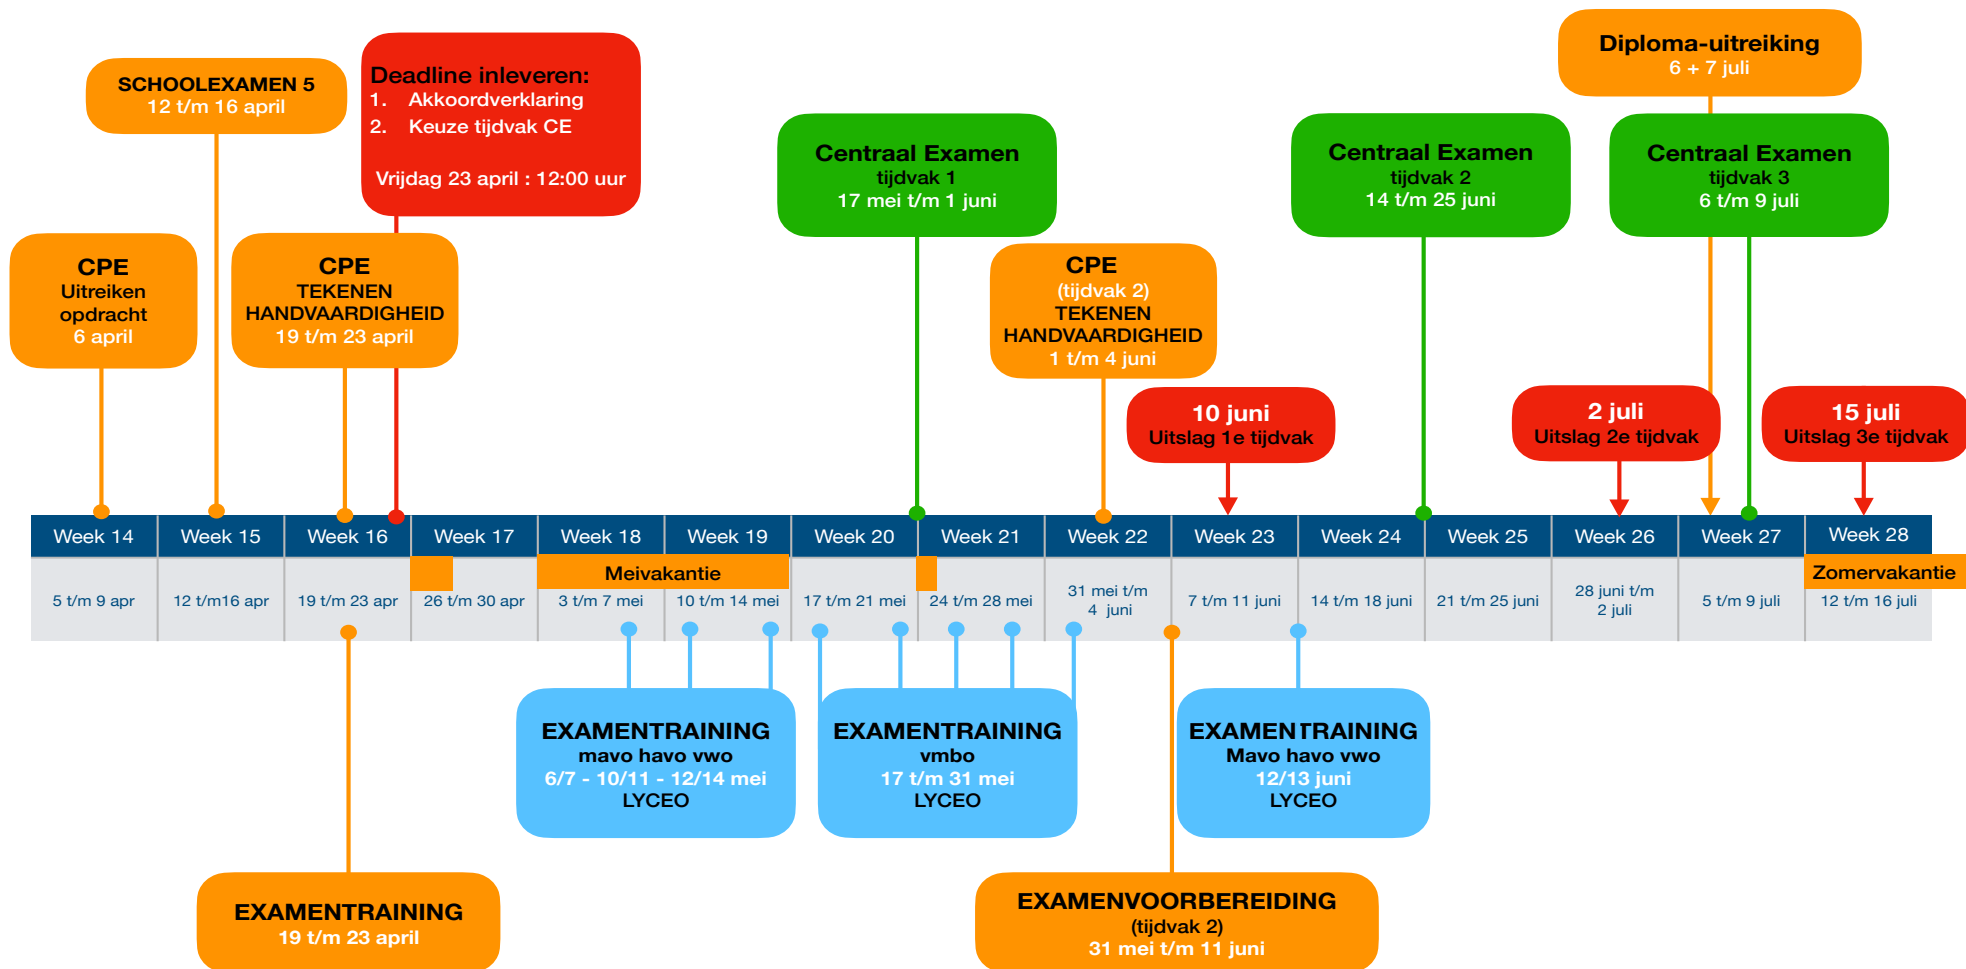 SCHOOLEXAMEN 5
12 t/m 16 april
Deadline inleveren:
1. Akkoordverklaring
2. Keuze tijdvak CE
Vrijdag 23 april : 12:00 uur
Diploma-uitreiking
6 + 7 juli
Centraal Examen
tijdvak 1
17 mei t/m 1 juni
Centraal Examen
tijdvak 2
14 t/m 25 juni
Centraal Examen
tijdvak 3
6 t/m 9 juli
CPE
Uitreiken
opdracht
6 april
CPE
TEKENEN
HANDVAARDIGHEID
19 t/m 23 april
CPE
(tijdvak 2)
TEKENEN
HANDVAARDIGHEID
1 t/m 4 juni
10 juni
Uitslag 1e tijdvak
2 juli
Uitslag 2e tijdvak
15 juli
Uitslag 3e tijdvak
Week 14
Week 15
Week 16
Week 17
Week 18
Week 19
Week 20
Week 21
Week 22
Week 23
Week 24
Week 25
Week 26
Week 27
Week 28
Meivakantie
Zomervakantie
5 t/m 9 apr
12 t/m16 apr
19 t/m 23 apr
26 t/m 30 apr
3 t/m 7 mei
10 t/m 14 mei
17 t/m 21 mei
24 t/m 28 mei
31 mei t/m
4 juni
7 t/m 11 juni
14 t/m 18 juni
21 t/m 25 juni
28 juni t/m
2 juli
5 t/m 9 juli
12 t/m 16 juli
EXAMENTRAINING
mavo havo vwo
6/7 - 10/11 - 12/14 mei
LYCEO
EXAMENTRAINING
vmbo
17 t/m 31 mei
LYCEO
EXAMENTRAINING
Mavo havo vwo
12/13 juni
LYCEO
EXAMENTRAINING
19 t/m 23 april
EXAMENVOORBEREIDING
(tijdvak 2)
31 mei t/m 11 juni